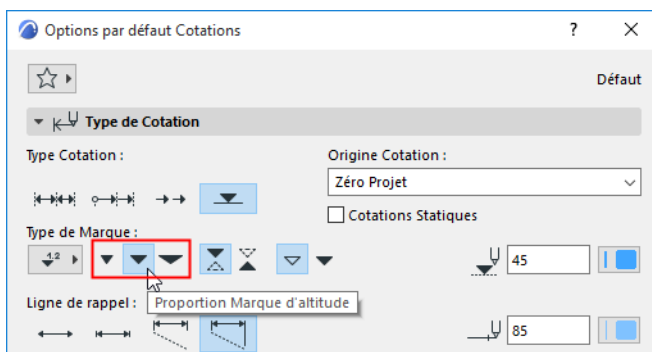 Options par défaut Cotations
?
Défaut
Type de Cotation
Type Cotation :
Origine Cotation :
Zéro Projet
Cotations Statiques
Type de Marque :
1.2
45
Ligne de rappel :
Proportion Marque d'altitude
85